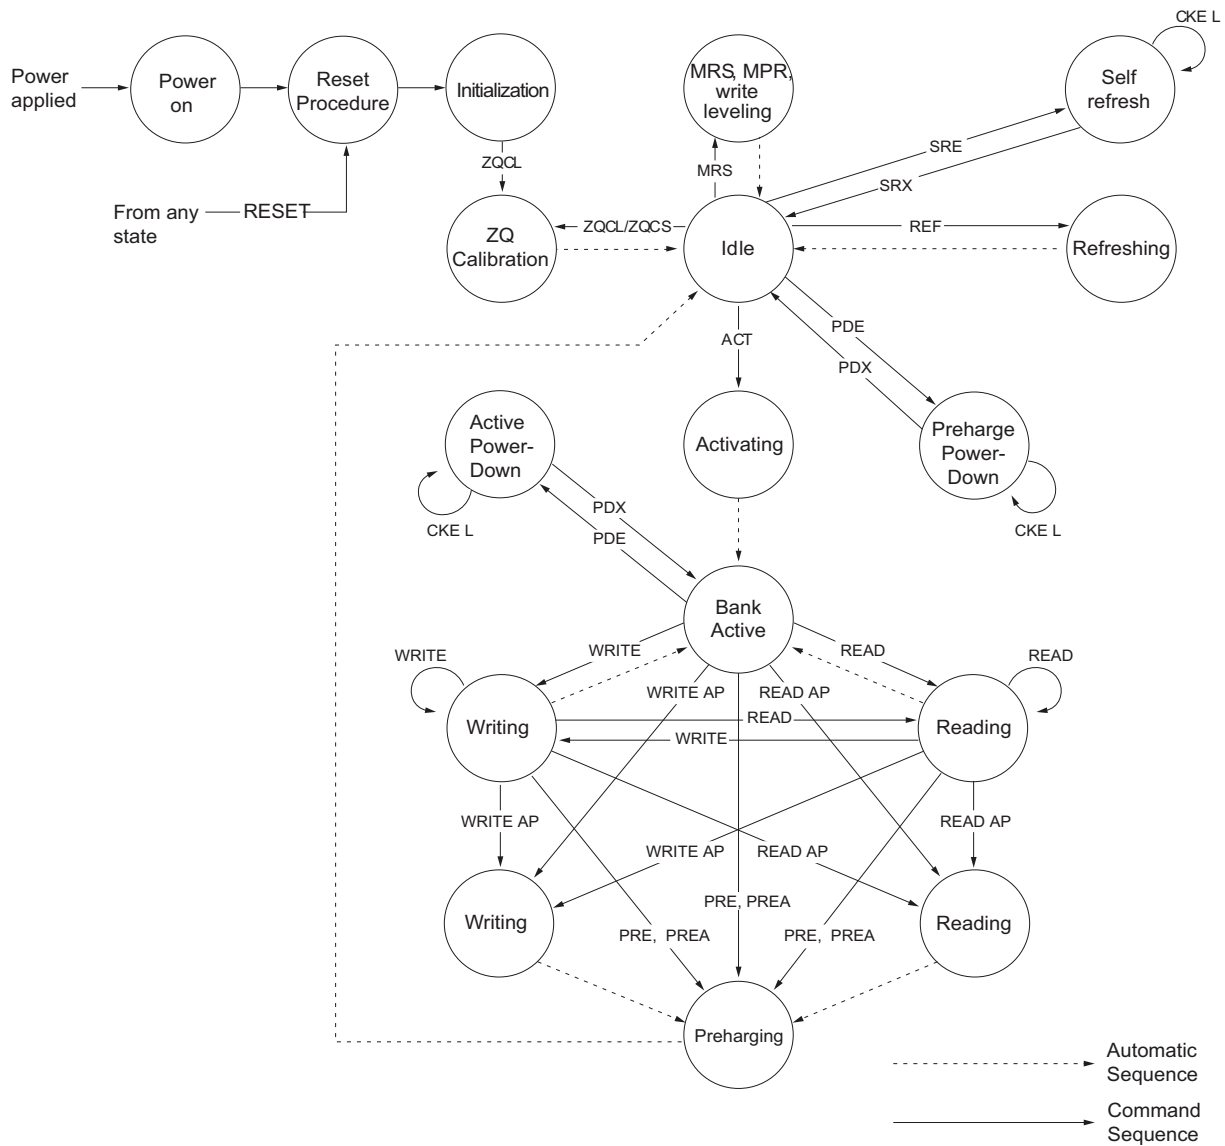 CKE L
Power
applied
Power
on
Reset
Procedure
Initialization
MRS, MPR,
write
leveling
Self
refresh
ZQCL
MRS
SRE
SRX
From any
state
RESET
ZQ
Calibration
ZQCL/ZQCS
Idle
REF
Refreshing
ACT
PDE
PDX
Active
Power-
Down
Activating
Preharge
Power-
Down
CKE L
PDX
PDE
CKE L
Bank
Active
WRITE
WRITE
READ
READ
WRITE AP
READ AP
Writing
READ
WRITE
Reading
WRITE AP
READ AP
WRITE AP
READ AP
Writing
PRE, PREA
Reading
PRE, PREA
PRE, PREA
Preharging
Automatic
Sequence
Command
Sequence